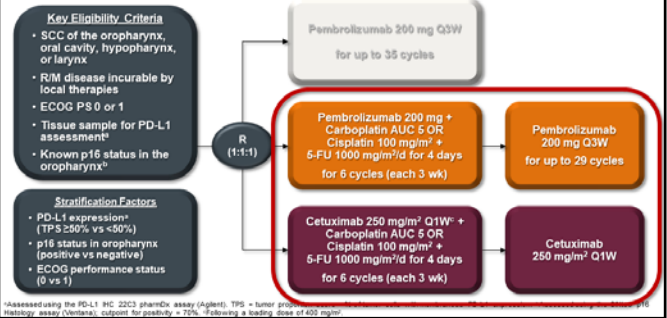 Key Eligibility Criteria
• SCC of the oropharynx,
oral cavity, hypopharynx,
or larynx
• R/M disease incurable by
local therapies
• ECOG PS 0 or 1
• Tissue sample for PD-L1
assessmentᵃ
• Known p16 status in the
oropharynxᵇ
Stratification Factors
• PD-L1 expressionᵃ
(TPS ≥50% vs <50%)
• p16 status in oropharynx
(positive vs negative)
• ECOG performance status
(0 vs 1)
R
(1:1:1)
Pembrolizumab 200 mg Q3W
for up to 35 cycles
Pembrolizumab 200 mg +
Carboplatin AUC 5 OR
Cisplatin 100 mg/m² +
5-FU 1000 mg/m²/d for 4 days
for 6 cycles (each 3 wk)
Pembrolizumab
200 mg Q3W
for up to 29 cycles
Cetuximab 250 mg/m² Q1Wᶜ +
Carboplatin AUC 5 OR
Cisplatin 100 mg/m² +
5-FU 1000 mg/m²/d for 4 days
for 6 cycles (each 3 wk)
Cetuximab
250 mg/m² Q1W
ᵃAssessed using the PD-L1 IHC 22C3 pharmDx assay (Agilent). TPS = tumor proportion p16
Histology assay (Ventana); cutpoint for positivity = 70%. ᶜFollowing a loading dose of 400 mg/m².